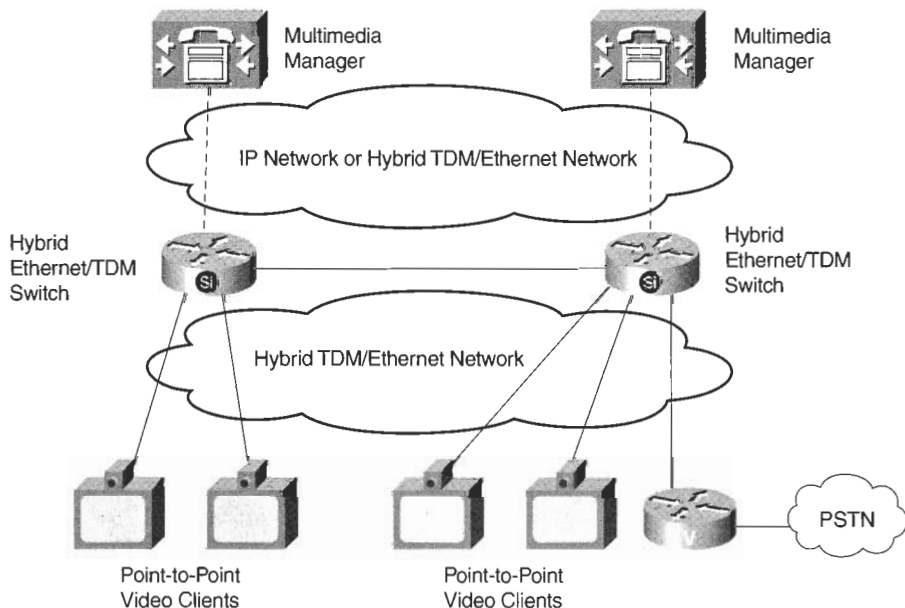 Multimedia
Manager
Multimedia
Manager
IP Network or Hybrid TDM/Ethernet Network
Hybrid
Ethernet/TDM
Switch
Hybrid
Ethernet/TDM
Switch
Si
Si
Hybrid TDM/Ethernet Network
V
PSTN
Point-to-Point
Video Clients
Point-to-Point
Video Clients